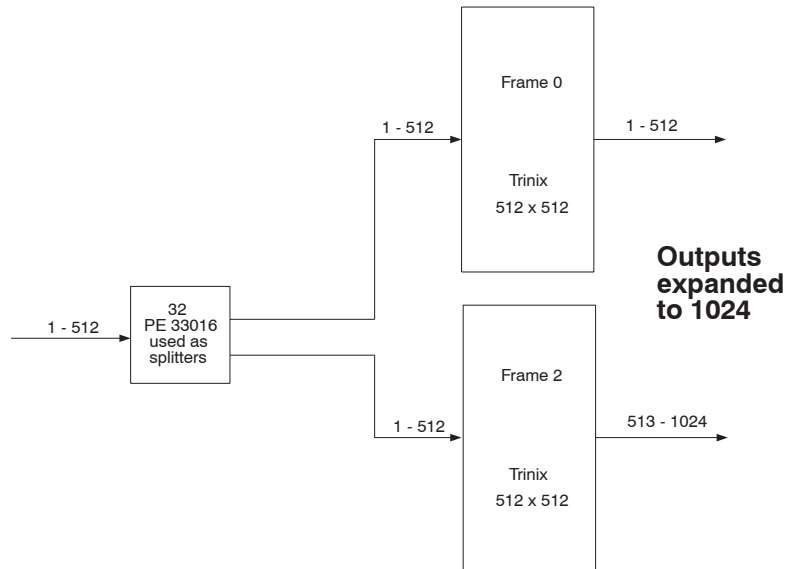 Frame 0
1 - 512
1 - 512
Trinix
512 x 512
Outputs
expanded
to 1024
32
PE 33016
used as
splitters
1 - 512
Frame 2
1 - 512
513 - 1024
Trinix
512 x 512